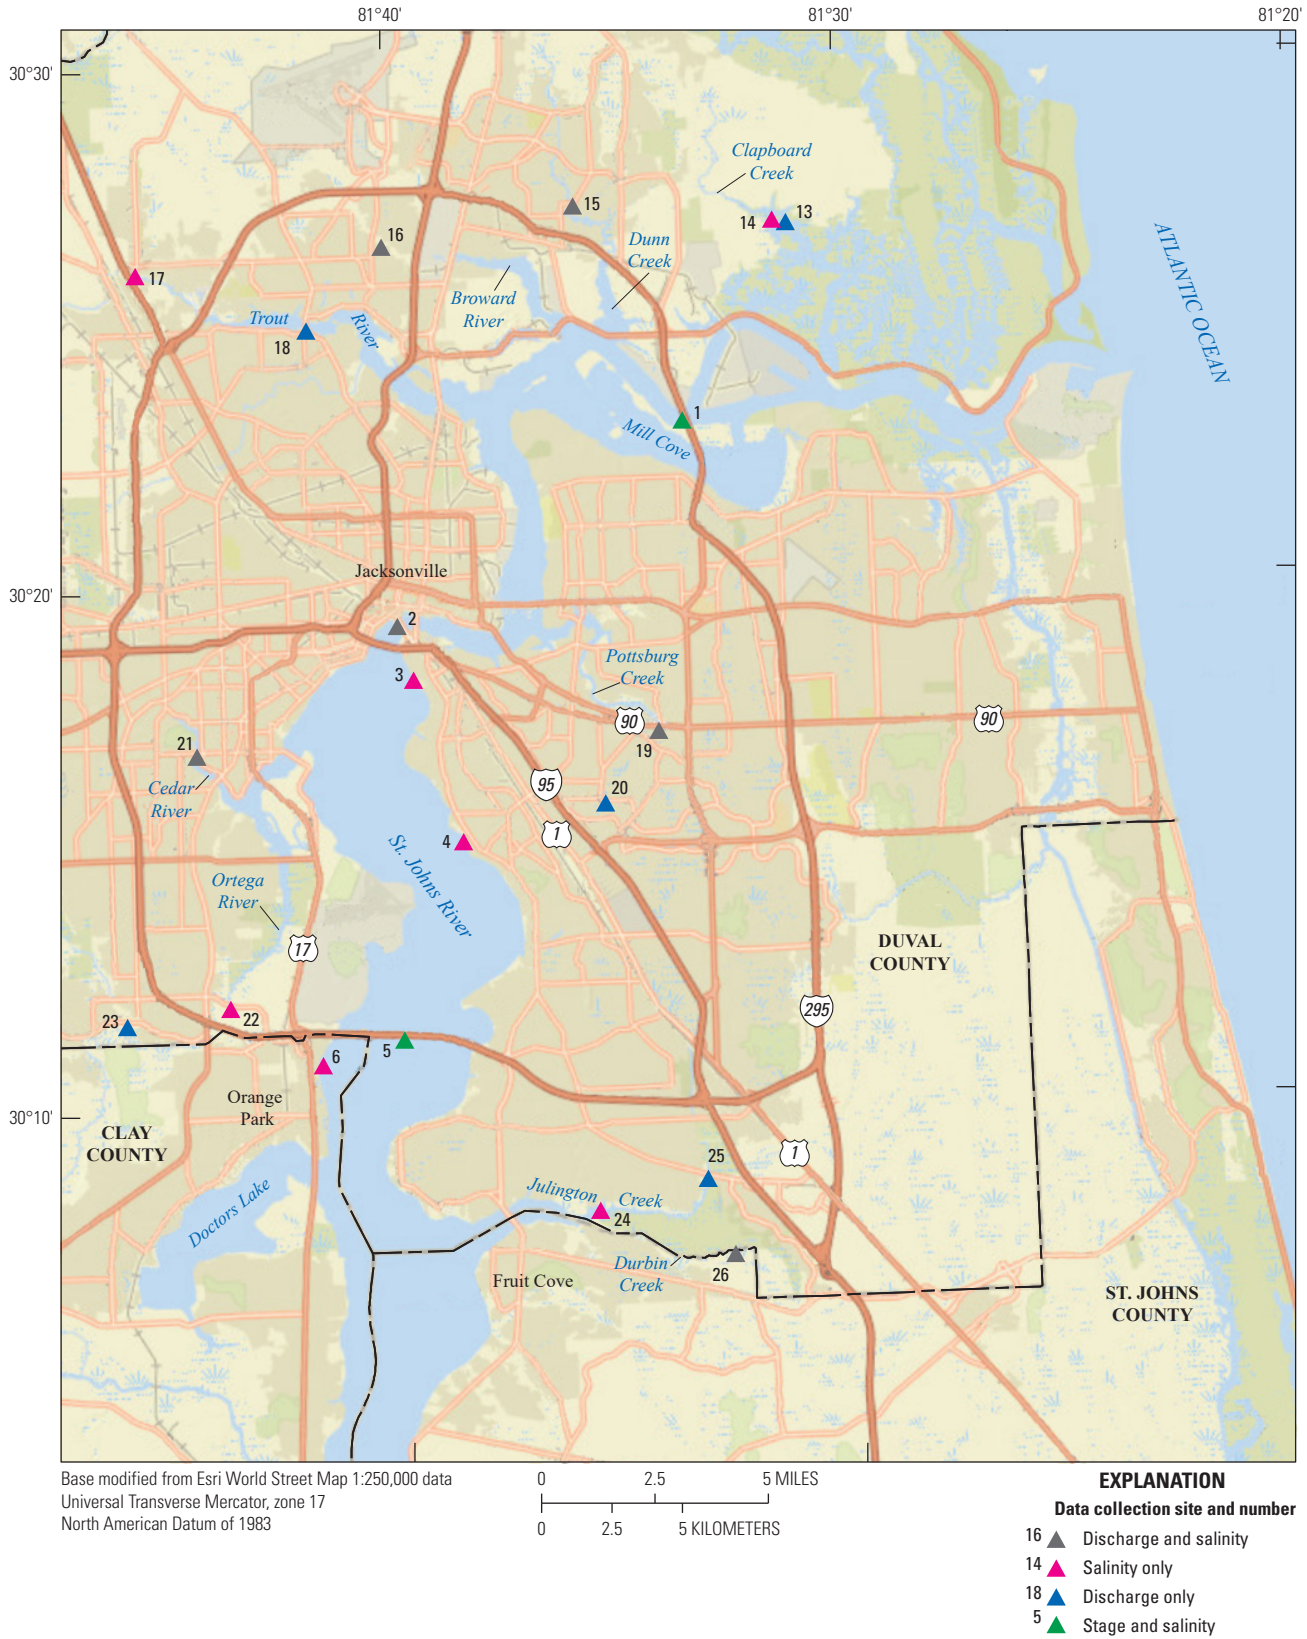 81°40'
81°30'
81°20'
30°30'
Clapboard
Creek
15
14
13
16
Dunn
Creek
ATLANTIC OCEAN
17
Broward
River
Trout
River
18
1
Mill Cove
Jacksonville
30°20'
2
Pottsburg
Creek
3
90
90
19
21
Cedar
River
95
20
1
4
St. Johns River
Ortega
River
17
DUVAL
COUNTY
295
22
23
5
6
Orange
Park
30°10'
CLAY
COUNTY
1
25
Doctors Lake
Julington Creek
24
Durbin
Creek
26
Fruit Cove
ST. JOHNS
COUNTY
Base modified from Esri World Street Map 1:250,000 data
Universal Transverse Mercator, zone 17
North American Datum of 1983
0 2.5 5 MILES
0 2.5 5 KILOMETERS
EXPLANATION
Data collection site and number
16 Discharge and salinity
14 Salinity only
18 Discharge only
5 Stage and salinity